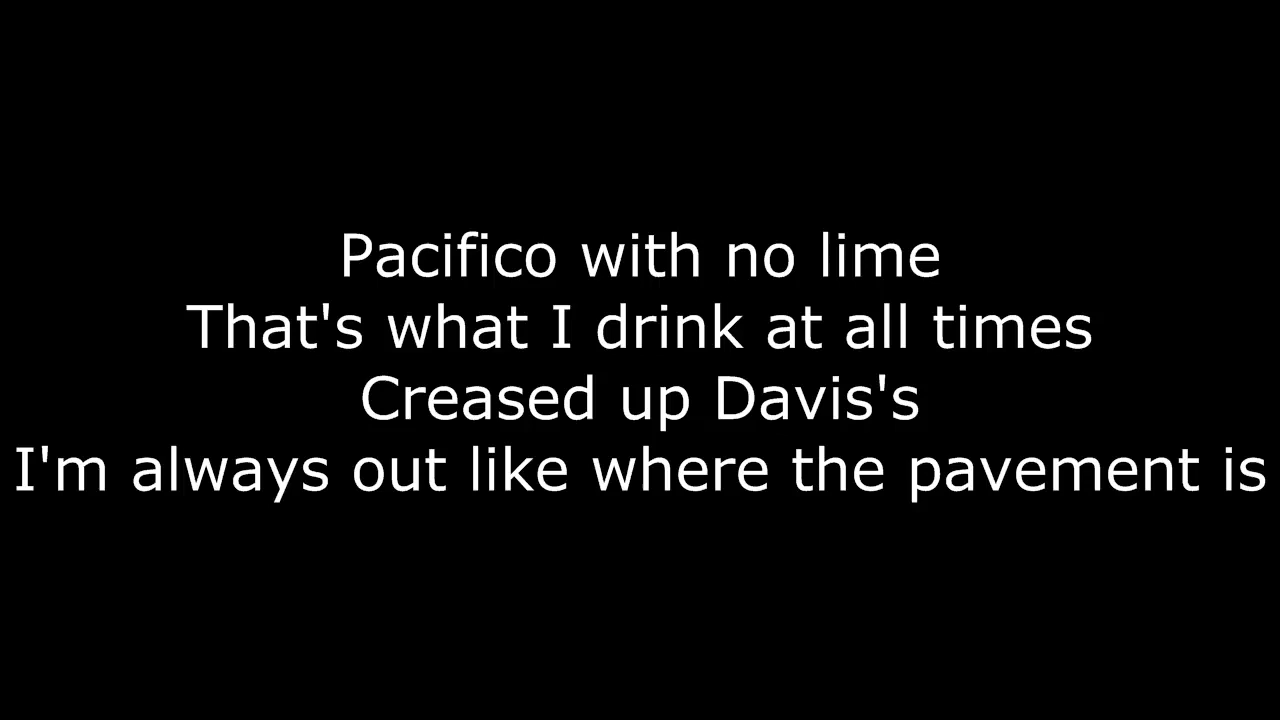 Pacifico with no lime
That's what I drink at all times
Creased up Davis's
I'm always out like where the pavement is